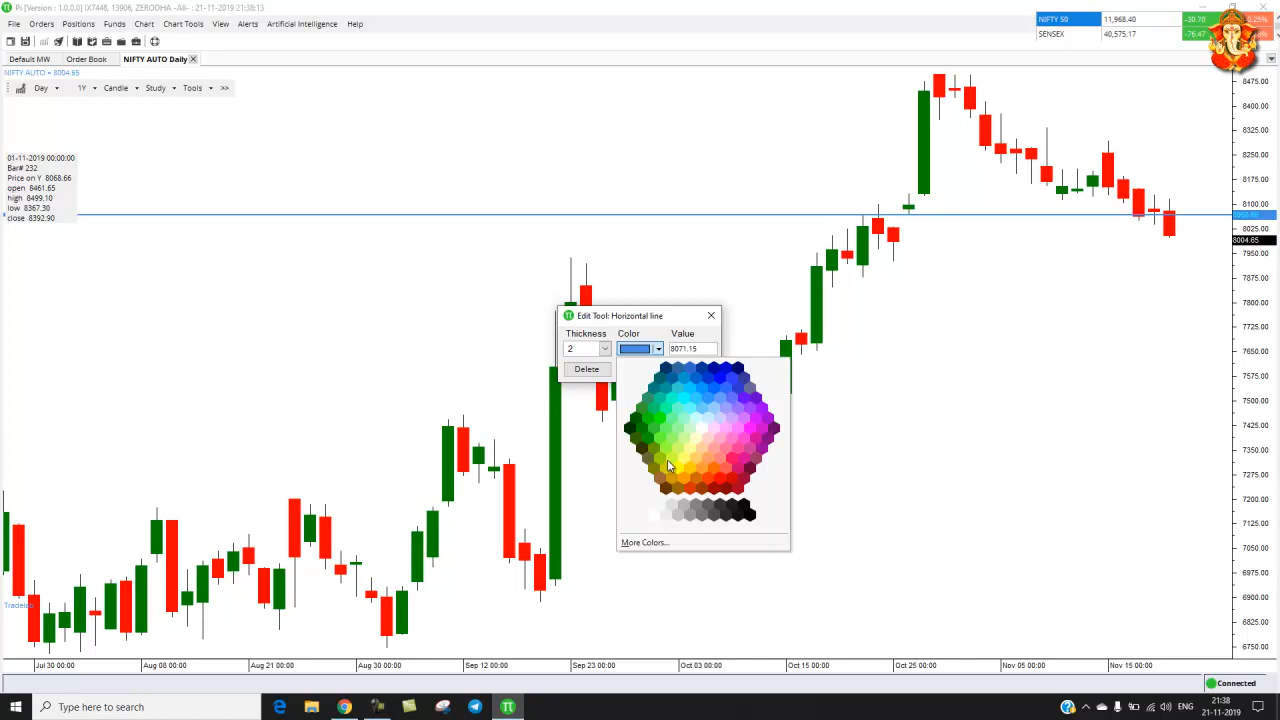 Pi [Version : 1.0.0.0] (X7448, 13906, ZERODHA -Ali- : 21-11-2019 21:38:13
File Orders Positions Funds Chart Chart Tools View Alerts Artificial Intelligence Help
NIFTY 50 11,968.40 -30.70
SENSEX 40,575.17 -76.47
Default MW Order Book NIFTY AUTO Daily
NIFTY AUTO = 8004.65
Day 1Y Candle Study Tools >>
01-11-2019 00:00:00
Bar# 232
Price on Y 8068.66
open 8461.65
high 8499.10
low 8367.30
close 8392.90
8475.00
8400.00
8325.00
8250.00
8175.00
8100.00
8025.00
8004.65
7950.00
7875.00
7800.00
7725.00
7650.00
7575.00
7500.00
7425.00
7350.00
7275.00
7200.00
7125.00
7050.00
6975.00
6900.00
6825.00
6750.00
Edit Tool: Horizontal line
Thickness Color Value
2 8071.15
Delete
More Colors...
Tradelab
Jul 30 00:00 Aug 08 00:00 Aug 21 00:00 Aug 30 00:00 Sep 12 00:00 Sep 23 00:00 Oct 03 00:00 Oct 15 00:00 Oct 25 00:00 Nov 05 00:00 Nov 15 00:00
Connected
Type here to search
ENG
21:38
21-11-2019